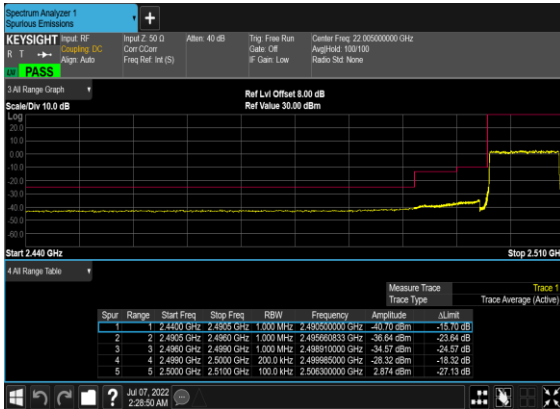 Spectrum Analyzer 1
Spurious Emissions
+
KEYSIGHT Input: RF Input Z: 50 Ω Atten: 40 dB Trig: Free Run Center Freq: 22.005000000 GHz
R T Coupling: DC Corr CCorr Gate: Off Avg|Hold: 100/100
Align: Auto Freq Ref: Int (S) IF Gain: Low Radio Std: None
PASS
3 All Range Graph
Ref Lvl Offset 8.00 dB
Scale/Div 10.0 dB Ref Value 30.00 dBm
Log
20.0
10.0
0.00
-10.0
-20.0
-30.0
-40.0
-50.0
-60.0
Start 2.440 GHz Stop 2.510 GH
4 All Range Table
Measure Trace Trace 1
Trace Type Trace Average (Active)
Spur Range Start Freq Stop Freq RBW Frequency Amplitude ΔLimit
1 1 2.4400 GHz 2.4905 GHz 1.000 MHz 2.490500000 GHz -40.70 dBm -15.70 dB
2 2 2.4905 GHz 2.4960 GHz 1.000 MHz 2.495660833 GHz -36.64 dBm -23.64 dB
3 3 2.4960 GHz 2.4990 GHz 1.000 MHz 2.498910000 GHz -34.57 dBm -24.57 dB
4 4 2.4990 GHz 2.5000 GHz 200.0 kHz 2.499985000 GHz -28.32 dBm -18.32 dB
5 5 2.5000 GHz 2.5100 GHz 100.0 kHz 2.506300000 GHz 2.874 dBm -27.13 dB
? Jul 07, 2022
2:28:50 AM